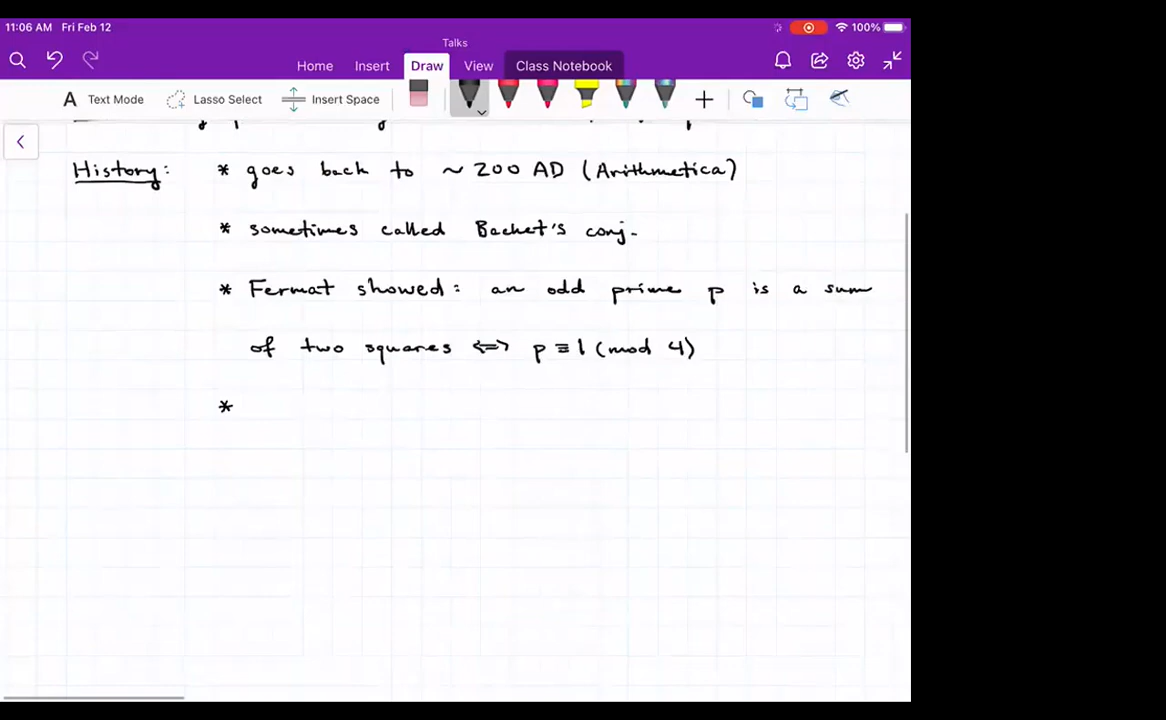 11:06 AM Fri Feb 12
100%
Talks
Home Insert Draw View Class Notebook
Text Mode Lasso Select Insert Space
History: * goes back to ~ 200 AD (Arithmetica)
* sometimes called Bachet's conj.
* Fermat showed: an odd prime p is a sum
of two squares <=> p ≡ 1 (mod 4)
*